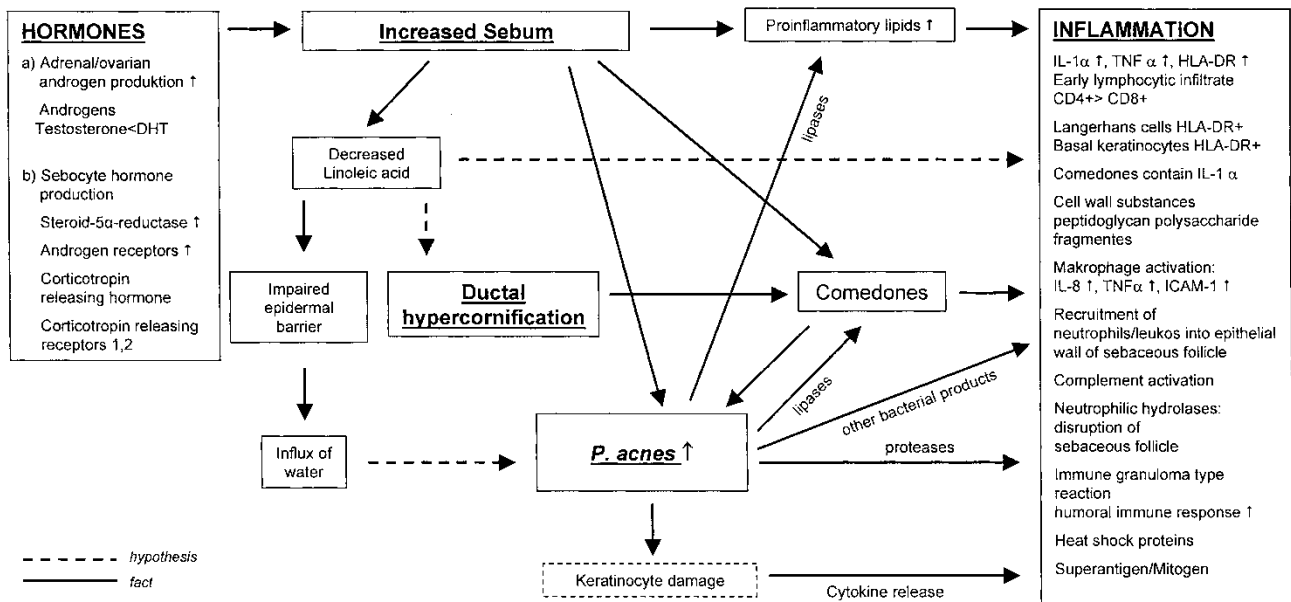 HORMONES
a) Adrenal/ovarian
androgen produktion ↑
Androgens
Testosterone<DHT
b) Sebocyte hormone
production
Steroid-5α-reductase ↑
Androgen receptors ↑
Corticotropin
releasing hormone
Corticotropin releasing
receptors 1,2
Increased Sebum
Proinflammatory lipids ↑
lipases
Decreased
Linoleic acid
Impaired
epidermal
barrier
Ductal
hypercornification
Comedones
lipases
other bacterial products
Influx of
water
P. acnes ↑
proteases
Keratinocyte damage
Cytokine release
INFLAMMATION
IL-1α ↑, TNF α ↑, HLA-DR ↑
Early lymphocytic infiltrate
CD4+> CD8+
Langerhans cells HLA-DR+
Basal keratinocytes HLA-DR+
Comedones contain IL-1 α
Cell wall substances
peptidoglycan polysaccharide
fragmentes
Makrophage activation:
IL-8 ↑, TNFα ↑, ICAM-1 ↑
Recruitment of
neutrophils/leukos into epithelial
wall of sebaceous follicle
Complement activation
Neutrophilic hydrolases:
disruption of
sebaceous follicle
Immune granuloma type
reaction
humoral immune response ↑
Heat shock proteins
Superantigen/Mitogen
hypothesis
fact